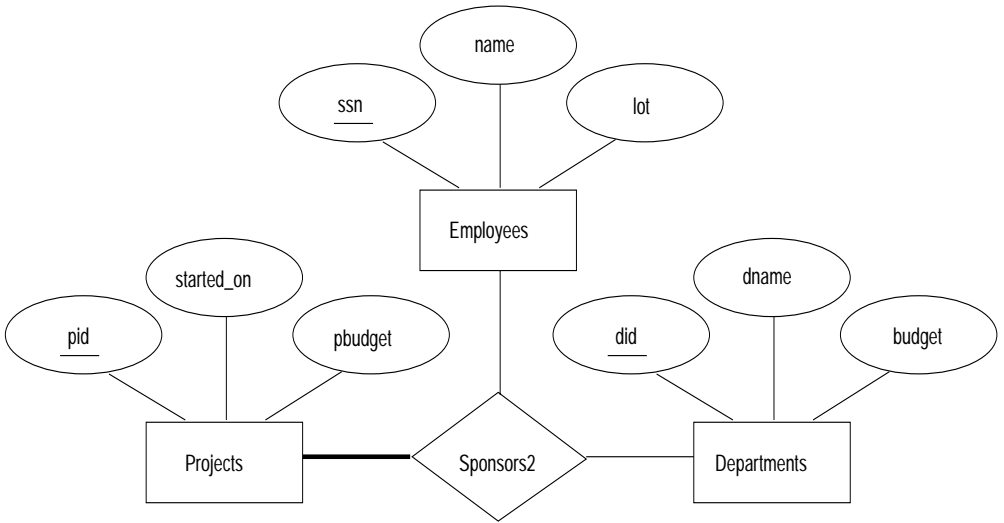 name
ssn
lot
Employees
started_on
dname
pid
pbudget
did
budget
Projects
Sponsors2
Departments